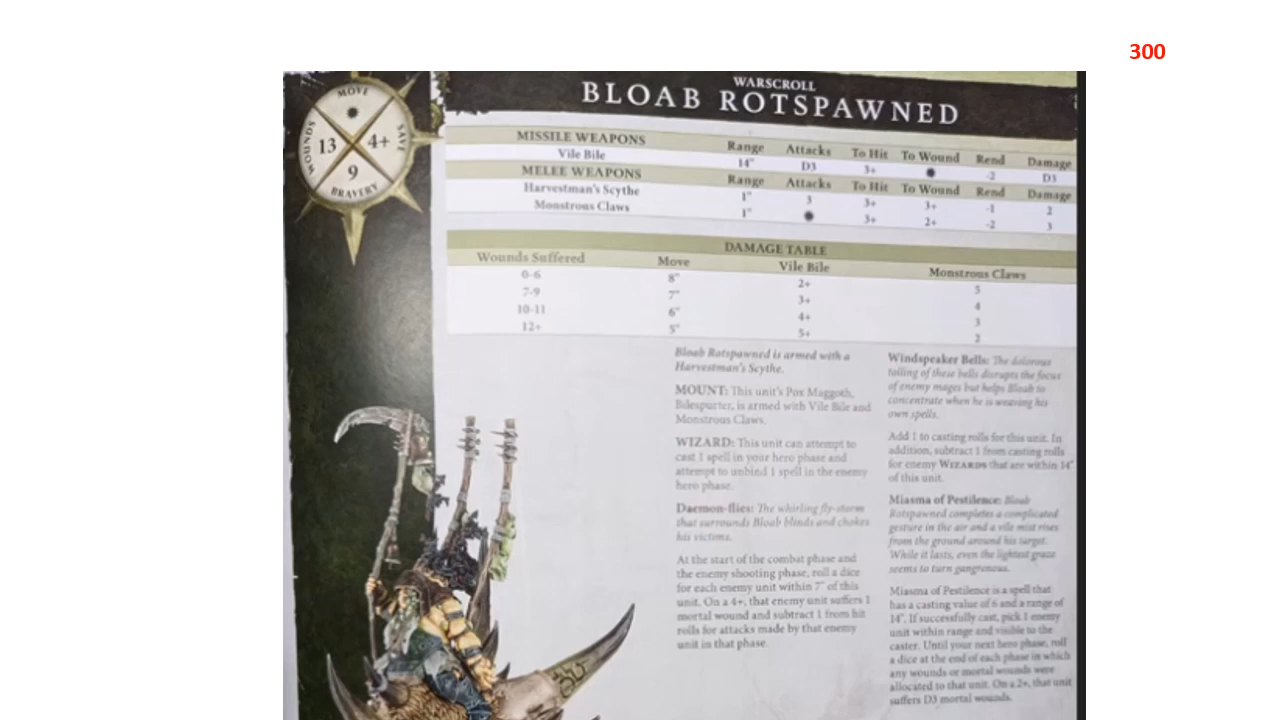 300
WARSCROLL
BLOAB ROTSPAWNED
MOVE
WOUNDS 13 4+ SAVE
9
BRAVERY
MISSILE WEAPONS Range Attacks To Hit To Wound Rend Damage
Vile Bile 14" D3 3+ -2 D3
MELEE WEAPONS Range Attacks To Hit To Wound Rend Damage
Harvestman's Scythe 1" 3 3+ 3+ -1 2
Monstrous Claws 1" 3+ 2+ -2 3
DAMAGE TABLE
Wounds Suffered Move Vile Bile Monstrous Claws
0-6 8" 2+ 5
7-9 7" 3+ 4
10-11 6" 4+ 3
12+ 5" 5+ 2
Bloab Rotspawned is armed with a
Harvestman's Scythe.
MOUNT: This unit's Pox Maggoth,
Bilespurter, is armed with Vile Bile and
Monstrous Claws.
WIZARD: This unit can attempt to
cast 1 spell in your hero phase and
attempt to unbind 1 spell in the enemy
hero phase.
Daemon-flies: The whirling fly-storm
that surrounds Bloab blinds and chokes
his victims.
At the start of the combat phase and
the enemy shooting phase, roll a dice
for each enemy unit within 7" of this
unit. On a 4+, that enemy unit suffers 1
mortal wound and subtract 1 from hit
rolls for attacks made by that enemy
unit in that phase.
Windspeaker Bells: The dolorous
tolling of these bells disrupts the focus
of enemy mages but helps Bloab to
concentrate when he is weaving his
own spells.
Add 1 to casting rolls for this unit. In
addition, subtract 1 from casting rolls
for enemy WIZARDS that are within 14"
of this unit.
Miasma of Pestilence: Bloab
Rotspawned completes a complicated
gesture in the air and a vile mist rises
from the ground around his target.
While it lasts, even the lightest graze
seems to turn gangrenous.
Miasma of Pestilence is a spell that
has a casting value of 6 and a range of
14". If successfully cast, pick 1 enemy
unit within range and visible to the
caster. Until your next hero phase, roll
a dice at the end of each phase in which
any wounds or mortal wounds were
allocated to that unit. On a 2+, that unit
suffers D3 mortal wounds.